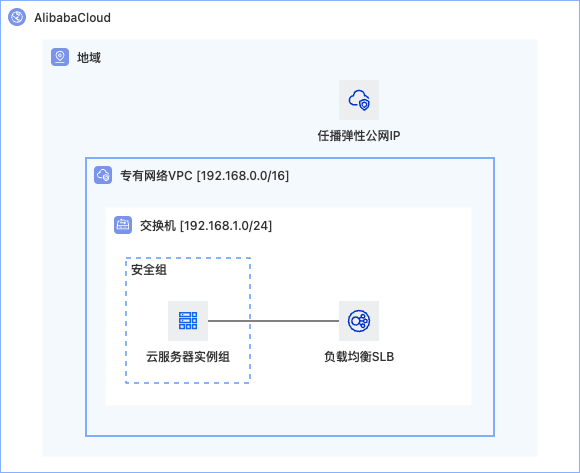 AlibabaCloud
地域
任播弹性公网IP
专有网络VPC [192.168.0.0/16]
交换机 [192.168.1.0/24]
安全组
云服务器实例组
负载均衡SLB